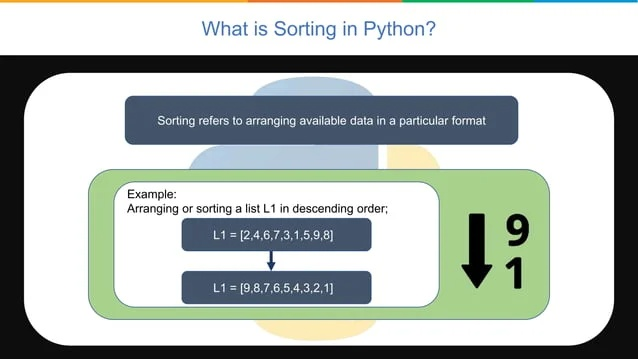 What is Sorting in Python?
Sorting refers to arranging available data in a particular format
Example:
Arranging or sorting a list L1 in descending order;
L1 = [2,4,6,7,3,1,5,9,8]
L1 = [9,8,7,6,5,4,3,2,1]
9
1